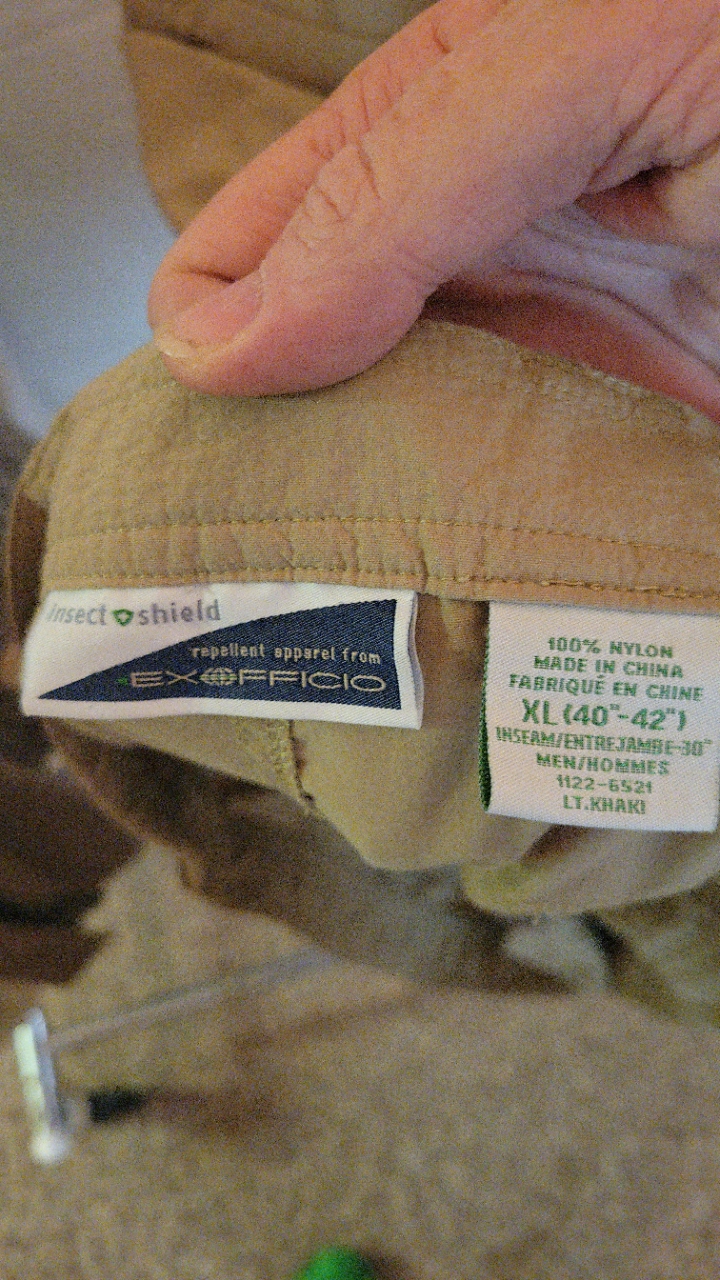 insect shield
repellent apparel from
EXOFFICIO
100% NYLON
MADE IN CHINA
FABRIQUÉ EN CHINE
XL (40"-42")
INSEAM/ENTREJAMBE-30"
MEN/HOMMES
1122-6521
LT.KHAKI